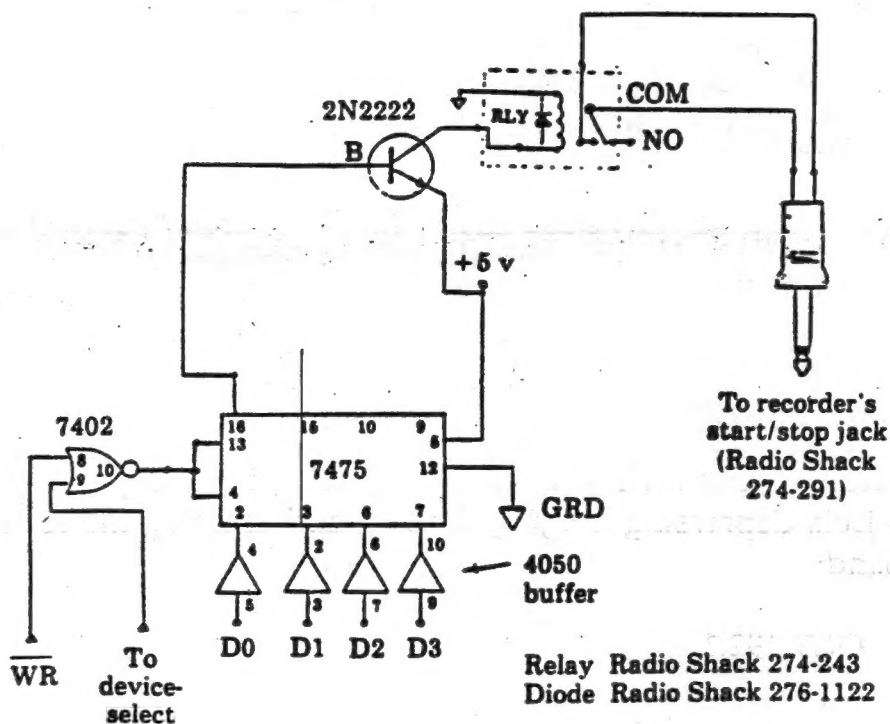 2N2222
B
RLY
COM
NO
+5 v
7402
8
9
10
16
15
10
9
13
5
7475
12
4
2
3
6
7
GRD
4
2
6
10
5
3
7
9
4050
buffer
D0
D1
D2
D3
WR
To
device-
select
To recorder's
start/stop jack
(Radio Shack
274-291)
Relay Radio Shack 274-243
Diode Radio Shack 276-1122